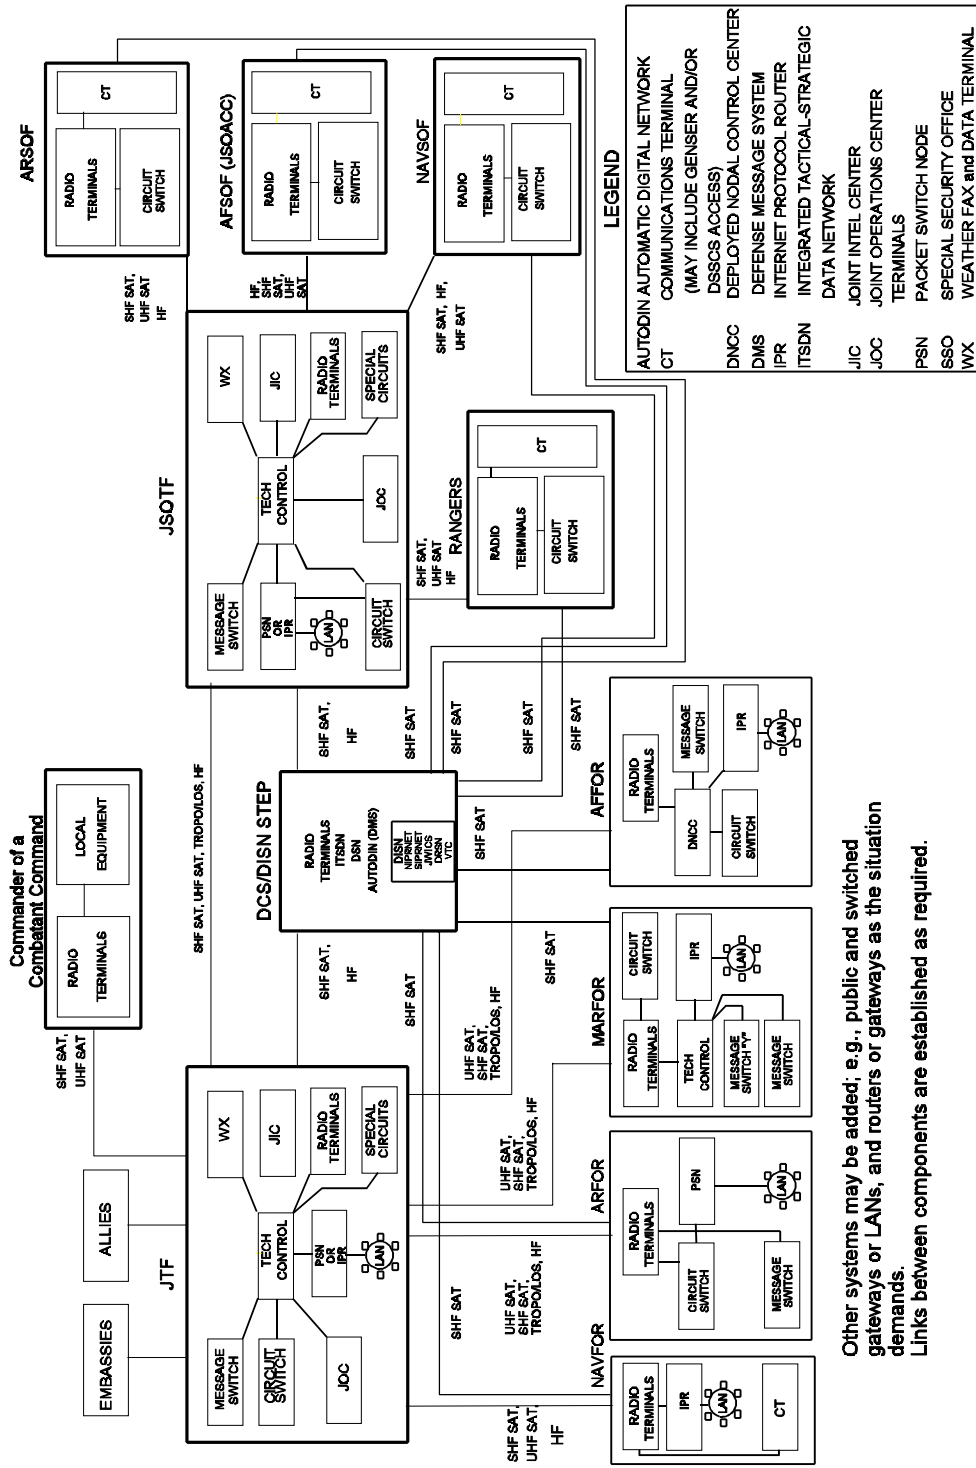 Commander of a
Combatant Command
RADIO
TERMINALS
LOCAL
EQUIPMENT
EMBASSIES
ALLIES
SHF SAT,
UHF SAT
JTF
MESSAGE
SWITCH
CIRCUIT
SWITCH
JOC
TECH
CONTROL
PSN
OR
IPR
LAN
WX
JIC
RADIO
TERMINALS
SPECIAL
CIRCUITS
SHF SAT, UHF SAT, TROPO/LOS, HF
SHF SAT,
HF
DCS/DISN STEP
RADIO
TERMINALS
ITSDN
DSN
AUTODIN (DMS)
DISN
NIPRNET
SIPRNET
JWICS
DRSN
VTC
SHF SAT,
HF
JSOTF
MESSAGE
SWITCH
PSN
OR
IPR
LAN
CIRCUIT
SWITCH
TECH
CONTROL
JOC
WX
JIC
RADIO
TERMINALS
SPECIAL
CIRCUITS
ARSOF
RADIO
TERMINALS
CIRCUIT
SWITCH
CT
SHF SAT,
UHF SAT
HF
AFSOF (JSOACC)
RADIO
TERMINALS
CIRCUIT
SWITCH
CT
HF,
SHF
SAT,
UHF
SAT
NAVSOF
RADIO
TERMINALS
CIRCUIT
SWITCH
CT
SHF SAT, HF,
UHF SAT
RANGERS
RADIO
TERMINALS
CIRCUIT
SWITCH
CT
SHF SAT,
UHF SAT
HF
SHF SAT
SHF SAT
SHF SAT
SHF SAT
SHF SAT
SHF SAT
SHF SAT
SHF SAT
UHF SAT,
SHF SAT,
TROPO/LOS, HF
UHF SAT,
SHF SAT,
TROPO/LOS, HF
UHF SAT,
SHF SAT,
TROPO/LOS, HF
SHF SAT,
UHF SAT,
HF
NAVFOR
RADIO
TERMINALS
IPR
LAN
CT
ARFOR
RADIO
TERMINALS
PSN
LAN
CIRCUIT
SWITCH
MESSAGE
SWITCH
MARFOR
RADIO
TERMINALS
CIRCUIT
SWITCH
TECH
CONTROL
IPR
LAN
MESSAGE
SWITCH "Y"
MESSAGE
SWITCH
AFFOR
RADIO
TERMINALS
DNCC
MESSAGE
SWITCH
IPR
LAN
CIRCUIT
SWITCH
LEGEND
AUTODIN AUTOMATIC DIGITAL NETWORK
CT COMMUNICATIONS TERMINAL
(MAY INCLUDE GENSER AND/OR
DSSCS ACCESS)
DNCC DEPLOYED NODAL CONTROL CENTER
DMS DEFENSE MESSAGE SYSTEM
IPR INTERNET PROTOCOL ROUTER
ITSDN INTEGRATED TACTICAL-STRATEGIC
DATA NETWORK
JIC JOINT INTEL CENTER
JOC JOINT OPERATIONS CENTER
TERMINALS
PSN PACKET SWITCH NODE
SSO SPECIAL SECURITY OFFICE
WX WEATHER FAX and DATA TERMINAL
Other systems may be added; e.g., public and switched
gateways or LANs, and routers or gateways as the situation
demands.
Links between components are established as required.